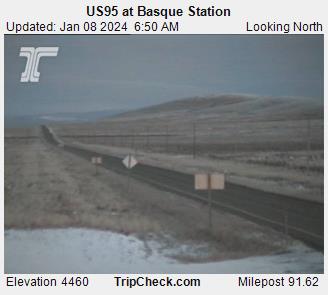 US95 at Basque Station
Updated: Jan 08 2024 6:50 AM Looking North
Elevation 4460 TripCheck.com Milepost 91.62